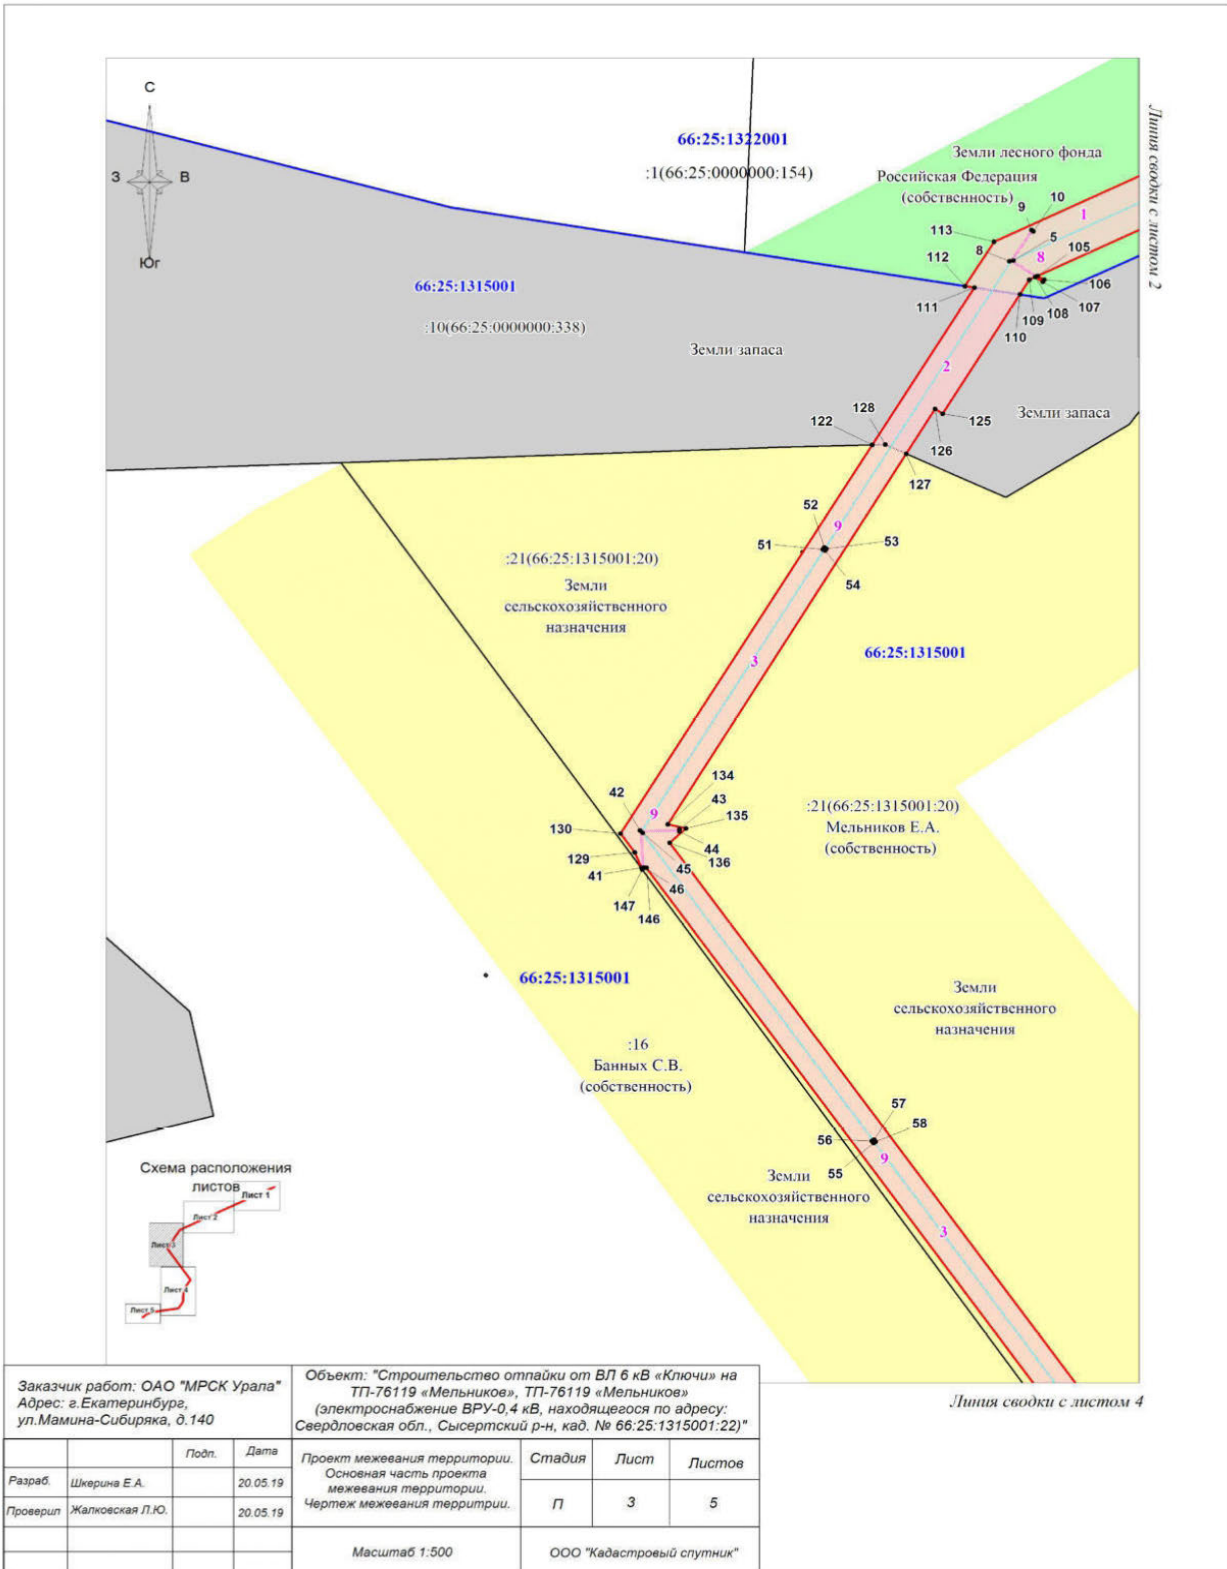 С
З
В
Юг
66:25:1322001
:1(66:25:0000000:154)
Земли лесного фонда
Российская Федерация
(собственность)
Линия сводки с листом 2
10
9
1
113
8
5
8
105
112
106
107
108
109
110
111
66:25:1315001
:10(66:25:0000000:338)
Земли запаса
2
Земли запаса
128
122
125
126
127
52
9
51
53
54
:21(66:25:1315001:20)
Земли
сельскохозяйственного
назначения
66:25:1315001
3
134
42
43
9
135
130
44
129
136
45
41
46
147
146
:21(66:25:1315001:20)
Мельников Е.А.
(собственность)
66:25:1315001
Земли
сельскохозяйственного
назначения
:16
Банных С.В.
(собственность)
57
58
56
9
55
Земли
сельскохозяйственного
назначения
3
Схема расположения
листов
Лист 1
Лист 2
Лист 3
Лист 4
Лист 5
Линия сводки с листом 4
Заказчик работ: ОАО "МРСК Урала"
Адрес: г.Екатеринбург,
ул.Мамина-Сибиряка, д.140
Объект: "Строительство отпайки от ВЛ 6 кВ «Ключи» на
ТП-76119 «Мельников», ТП-76119 «Мельников»
(электроснабжение ВРУ-0,4 кВ, находящегося по адресу:
Свердловская обл., Сысертский р-н, кад. № 66:25:1315001:22)"
Подп. Дата
Разраб. Шкерина Е.А. 20.05.19
Проверил Жалковская Л.Ю. 20.05.19
Проект межевания территории.
Основная часть проекта
межевания территории.
Чертеж межевания территрии.
Стадия Лист Листов
П 3 5
Масштаб 1:500
ООО "Кадастровый спутник"